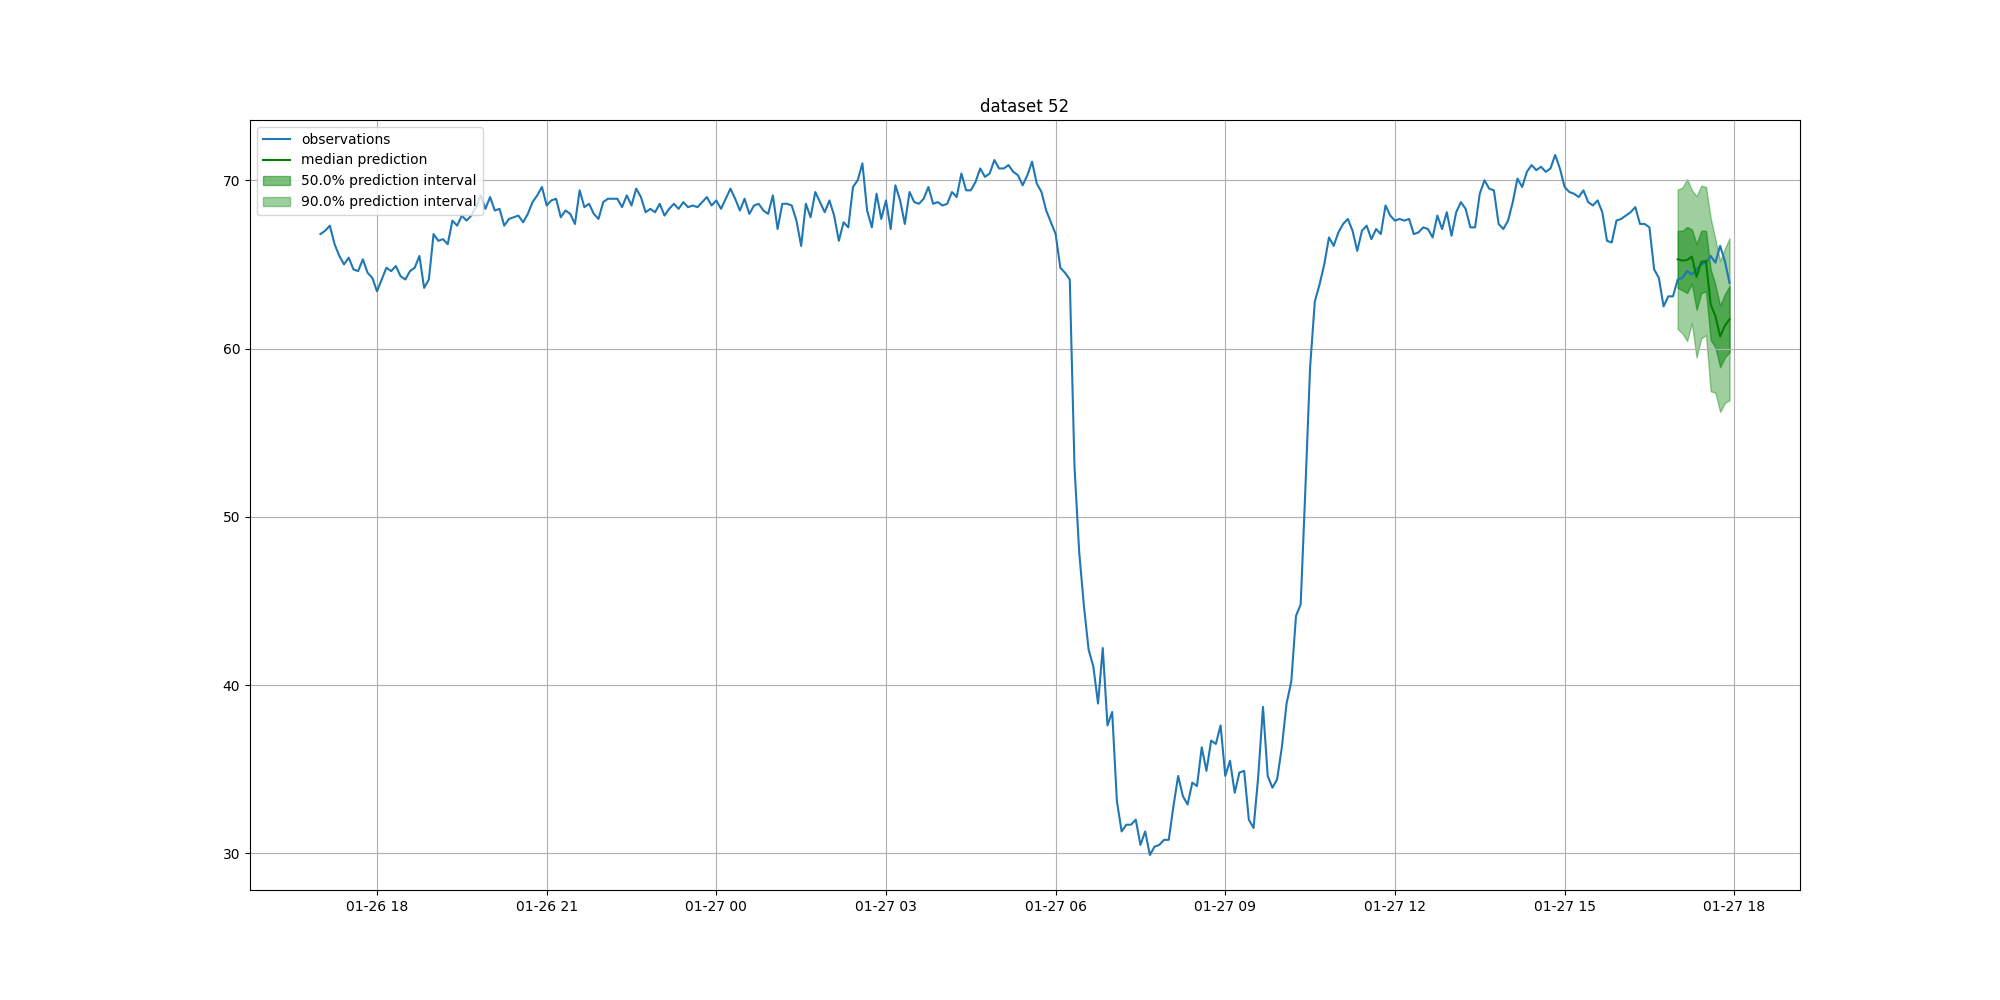 dataset 52
observations
median prediction
50.0% prediction interval
90.0% prediction interval
70
60
50
40
30
01-26 18 01-26 21 01-27 00 01-27 03 01-27 06 01-27 09 01-27 12 01-27 15 01-27 18